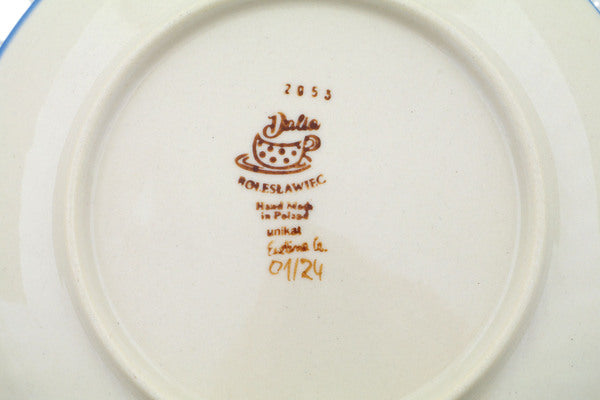 2053
Dalia
BOLESŁAWIEC
Hand Made
in Poland
unikat
01/24